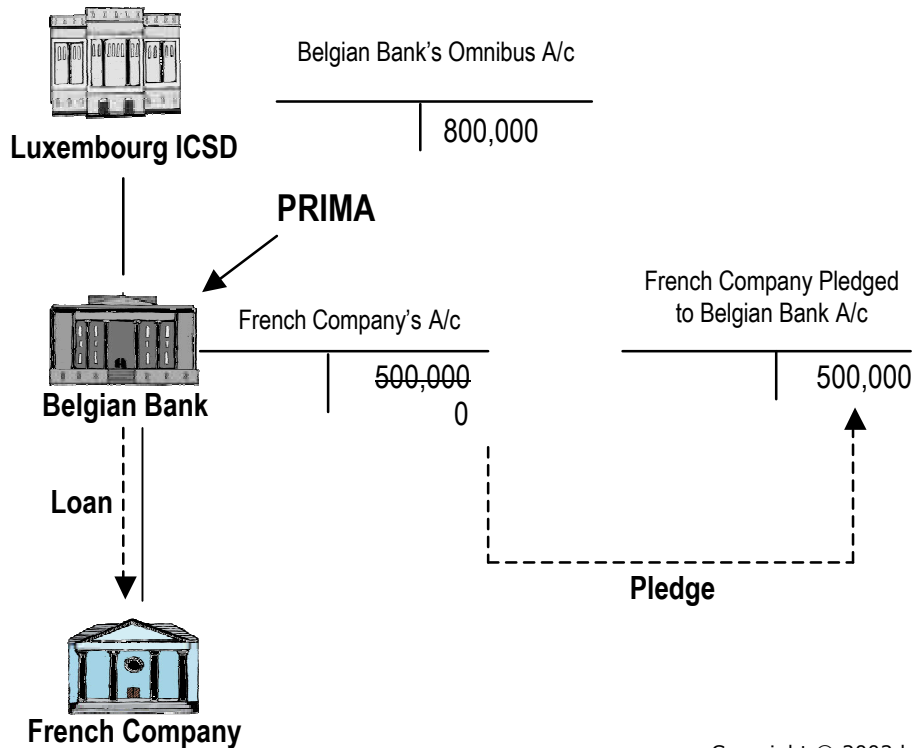 Belgian Bank's Omnibus A/c
800,000
Luxembourg ICSD
PRIMA
French Company Pledged
to Belgian Bank A/c
French Company's A/c
500,000
500,000
0
Belgian Bank
Loan
Pledge
French Company